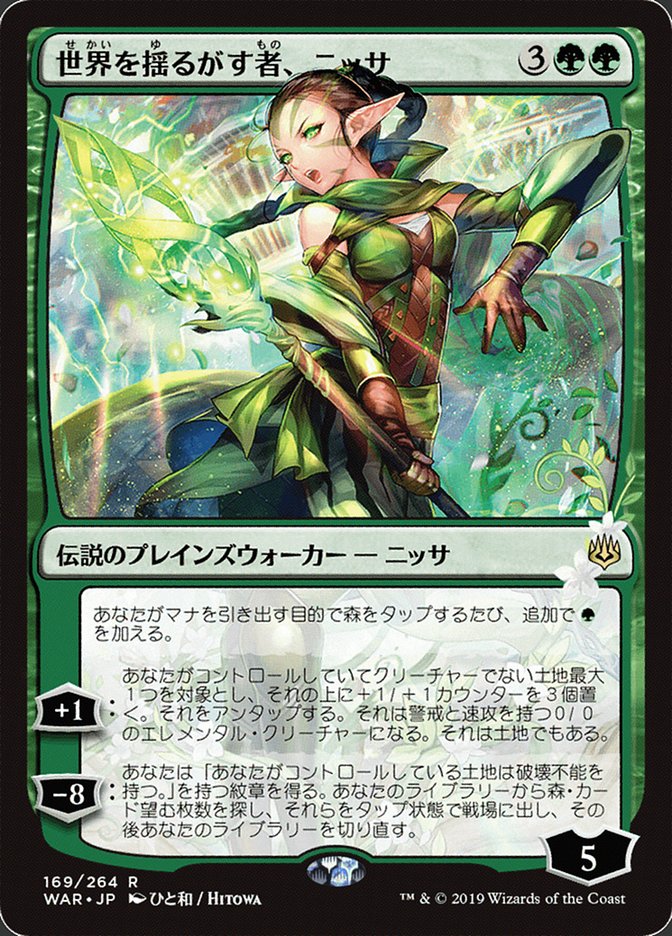 世界を揺るがす者、ニッサ 3
せかい ゆ もの
伝説のプレインズウォーカー — ニッサ
あなたがマナを引き出す目的で森をタップするたび、追加で
を加える。
+1 : あなたがコントロールしていてクリーチャーでない土地最大
1つを対象とし、それの上に+1/+1カウンターを3個置
く。それをアンタップする。それは警戒と速攻を持つ0/0
のエレメンタル・クリーチャーになる。それは土地でもある。
-8 : あなたは「あなたがコントロールしている土地は破壊不能を
持つ。」を持つ紋章を得る。あなたのライブラリーから森・カー
ド望む枚数を探し、それらをタップ状態で戦場に出し、その
後あなたのライブラリーを切り直す。
5
169/264 R
WAR • JP ひと和 / Hitowa
™ & © 2019 Wizards of the Coast